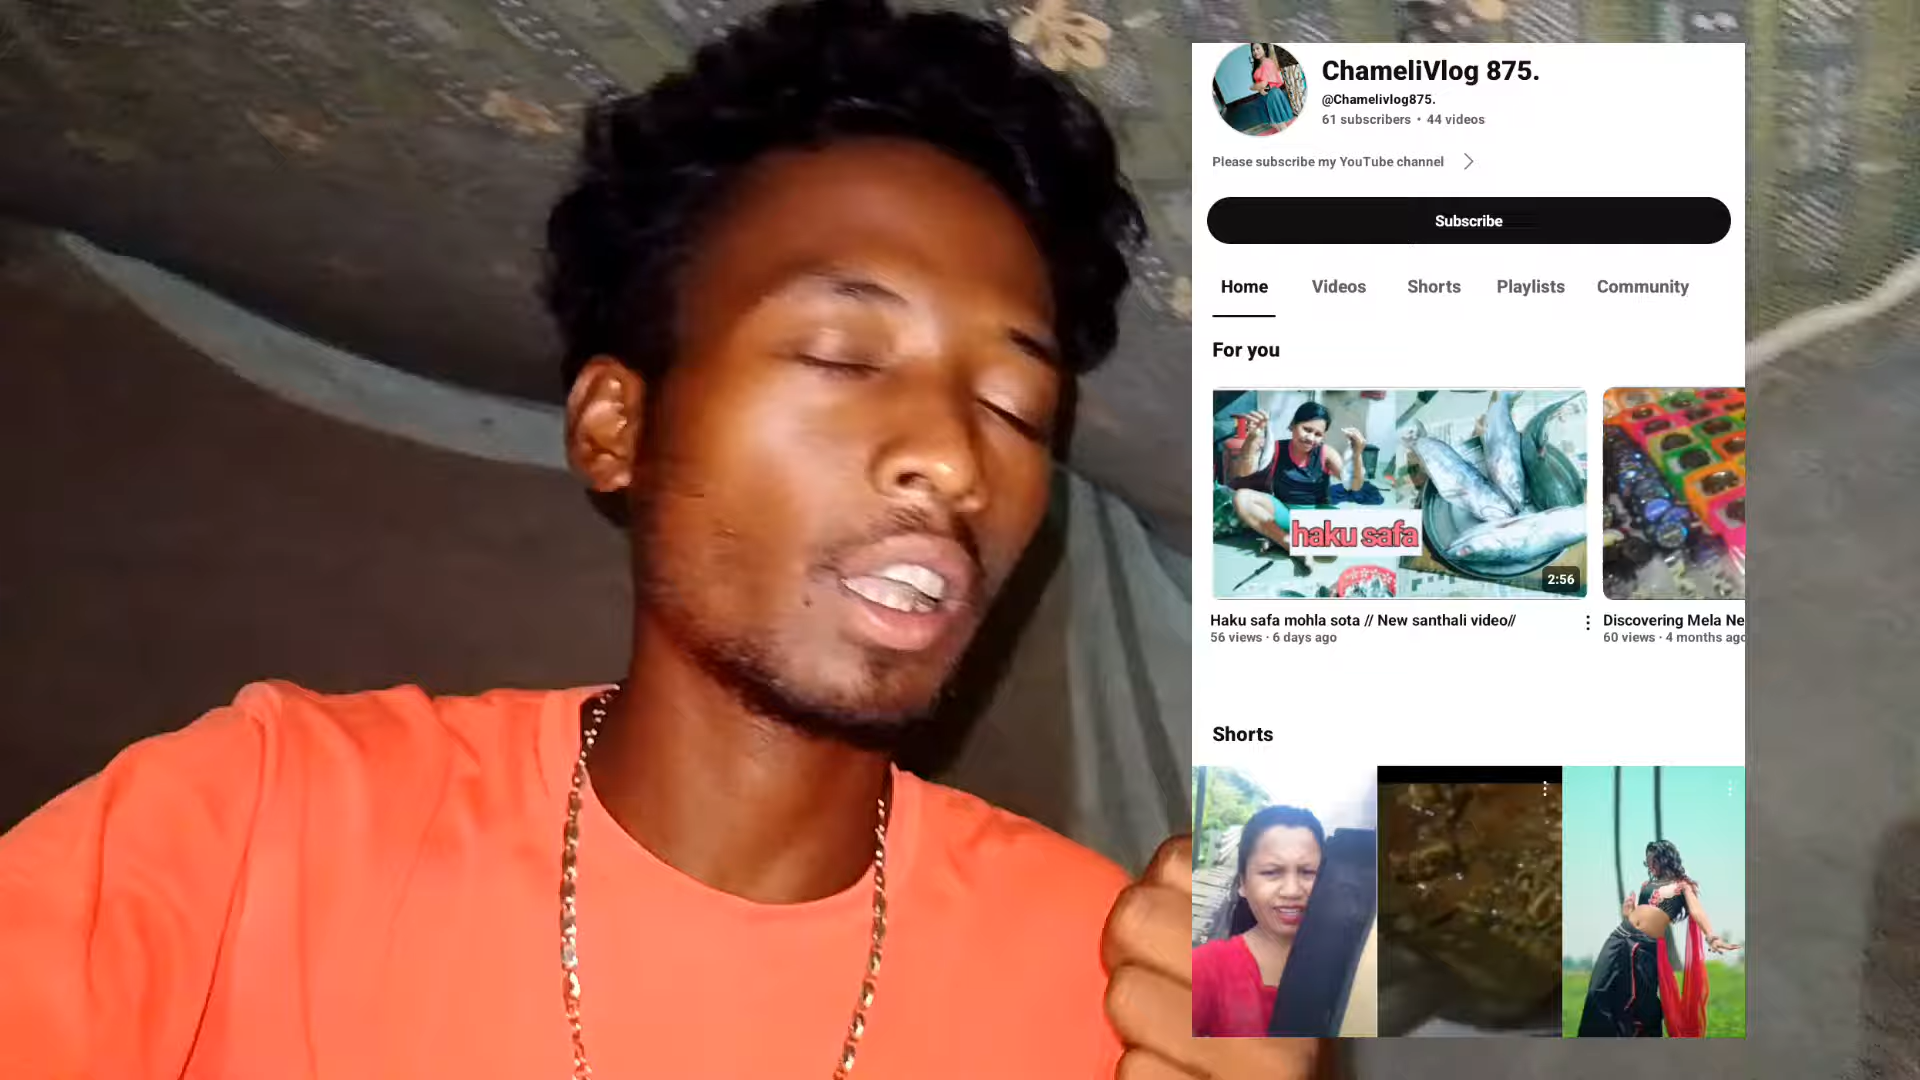 ChameliVlog 875.
@Chamelivlog875.
61 subscribers • 44 videos
Please subscribe my YouTube channel
Subscribe
Home Videos Shorts Playlists Community
For you
haku safa
2:56
Haku safa mohla sota // New santhali video//
56 views · 6 days ago
Discovering Mela Ne
60 views · 4 months ago
Shorts